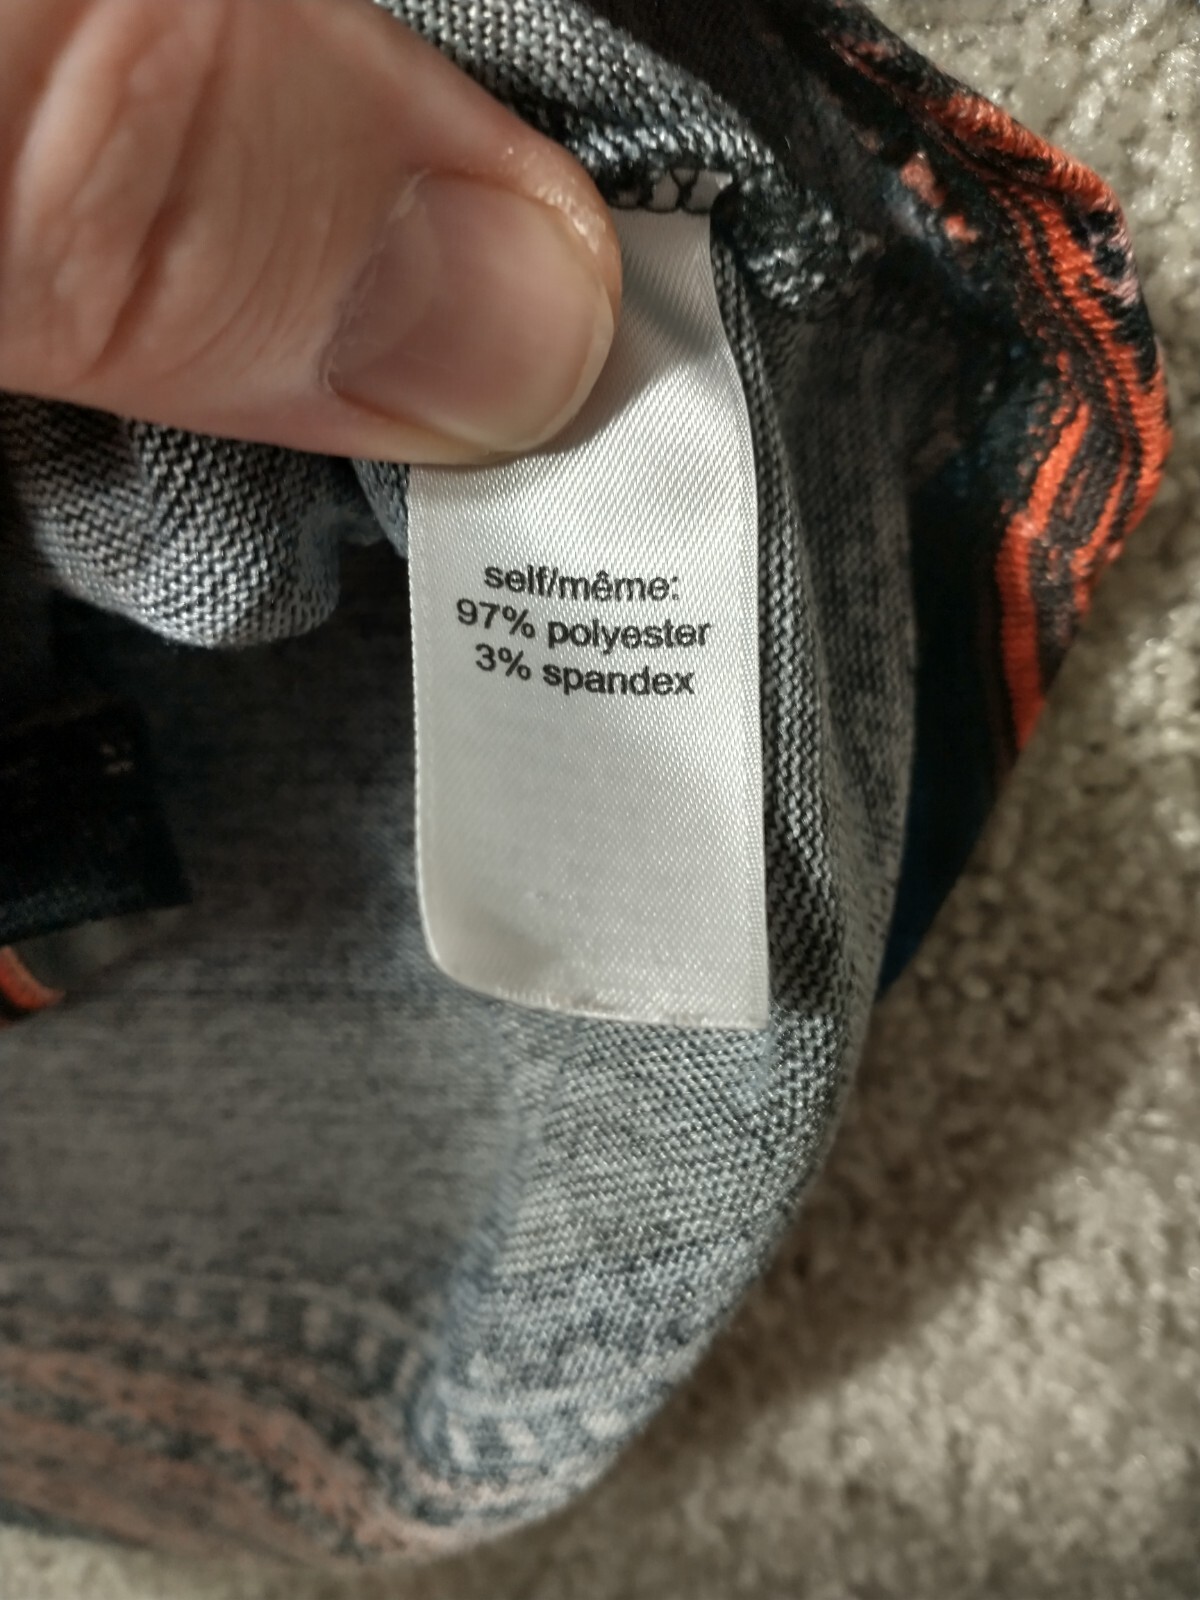 self/même:
97% polyester
3% spandex